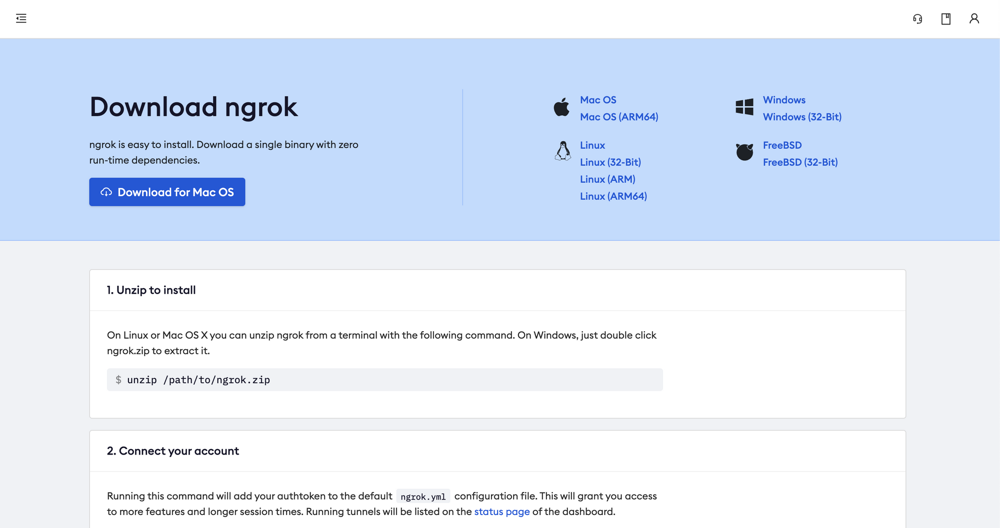 Download ngrok
ngrok is easy to install. Download a single binary with zero
run-time dependencies.
Download for Mac OS
Mac OS
Mac OS (ARM64)
Linux
Linux (32-Bit)
Linux (ARM)
Linux (ARM64)
Windows
Windows (32-Bit)
FreeBSD
FreeBSD (32-Bit)
1. Unzip to install
On Linux or Mac OS X you can unzip ngrok from a terminal with the following command. On Windows, just double click
ngrok.zip to extract it.
$ unzip /path/to/ngrok.zip
2. Connect your account
Running this command will add your authtoken to the default ngrok.yml configuration file. This will grant you access
to more features and longer session times. Running tunnels will be listed on the status page of the dashboard.